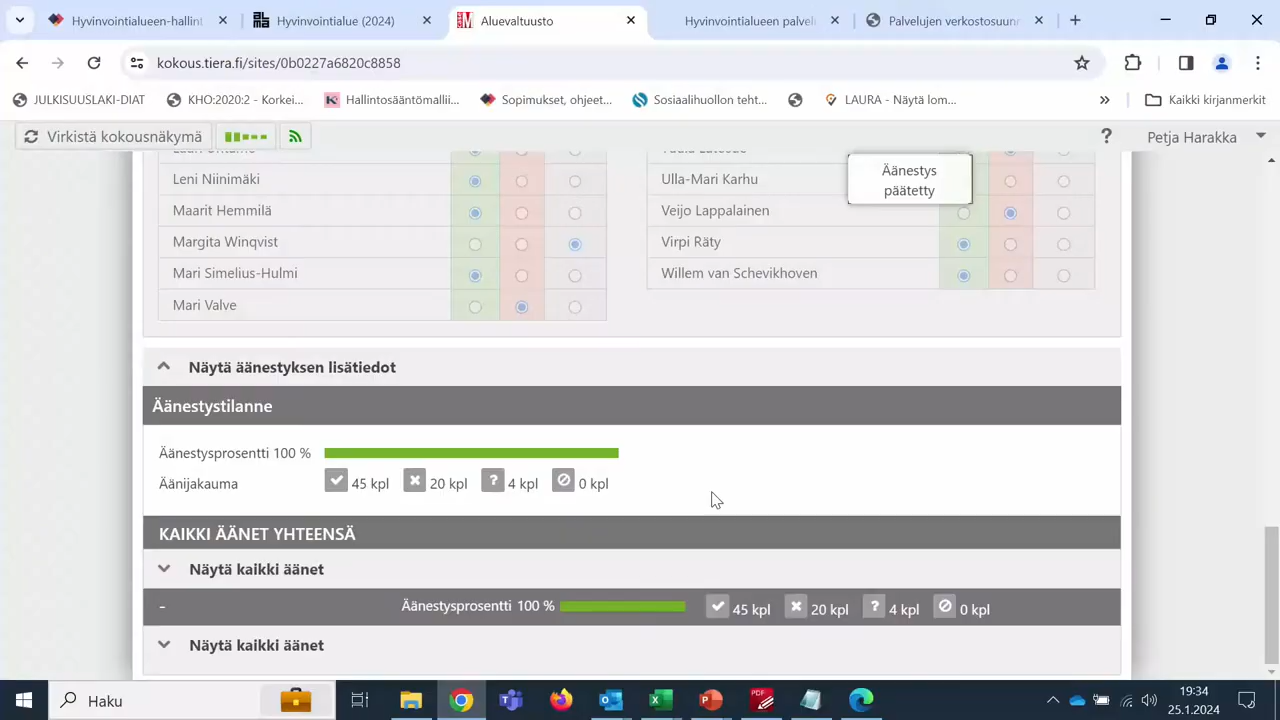 Hyvinvointialueen-hallint
Hyvinvointialue (2024)
Aluevaltuusto
Hyvinvointialueen palvel
Palvelujen verkostosuunn
kokous.tiera.fi/sites/0b0227a6820c8858
JULKISUUSLAKI-DIAT
KHO:2020:2 - Korkei...
Hallintosääntömallii...
Sopimukset, ohjeet...
Sosiaalihuollon teht...
LAURA - Näytä lom...
Kaikki kirjanmerkit
Virkistä kokousnäkymä
Petja Harakka
Leni Niinimäki
Maarit Hemmilä
Margita Winqvist
Mari Simelius-Hulmi
Mari Valve
Äänestys
päätetty
Ulla-Mari Karhu
Veijo Lappalainen
Virpi Räty
Willem van Schevikhoven
Näytä äänestyksen lisätiedot
Äänestystilanne
Äänestysprosentti 100 %
Äänijakauma 45 kpl 20 kpl 4 kpl 0 kpl
KAIKKI ÄÄNET YHTEENSÄ
Näytä kaikki äänet
- Äänestysprosentti 100 % 45 kpl 20 kpl 4 kpl 0 kpl
Näytä kaikki äänet
Haku
19:34
25.1.2024